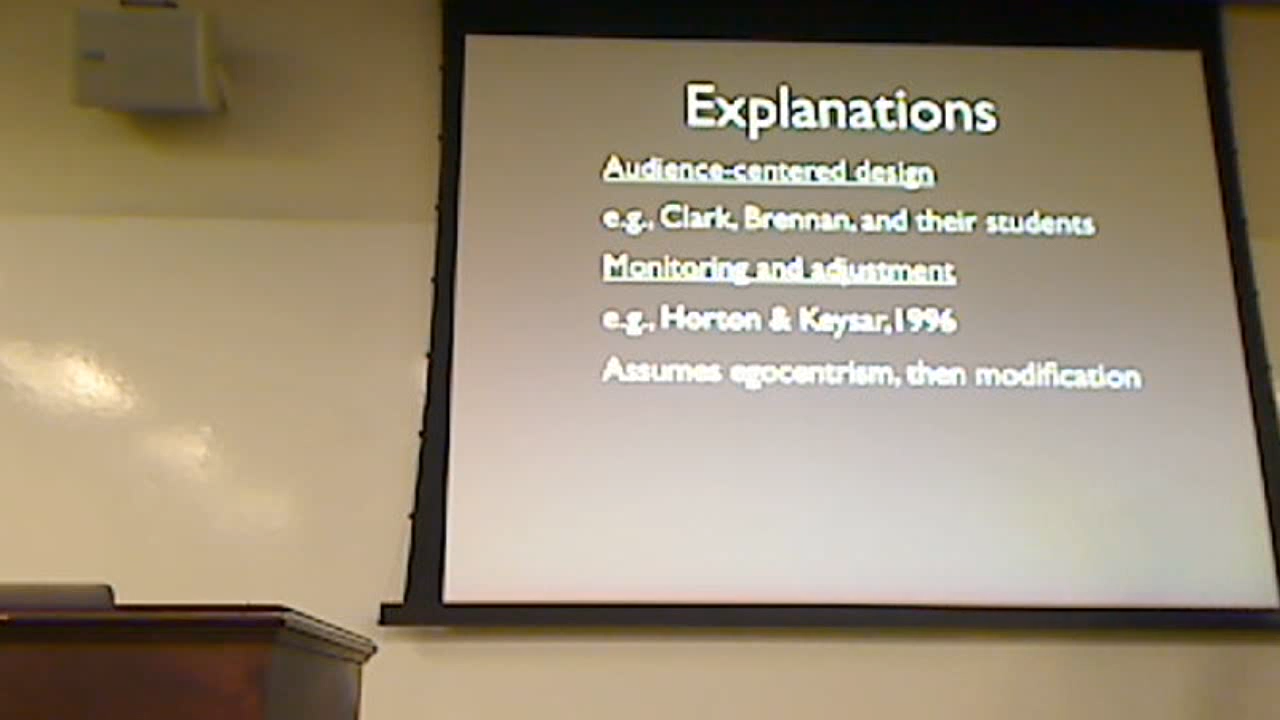 Explanations
Audience-centered design
e.g., Clark, Brennan, and their students
Monitoring and adjustment
e.g., Horton & Keysar,1996
Assumes egocentrism, then modification